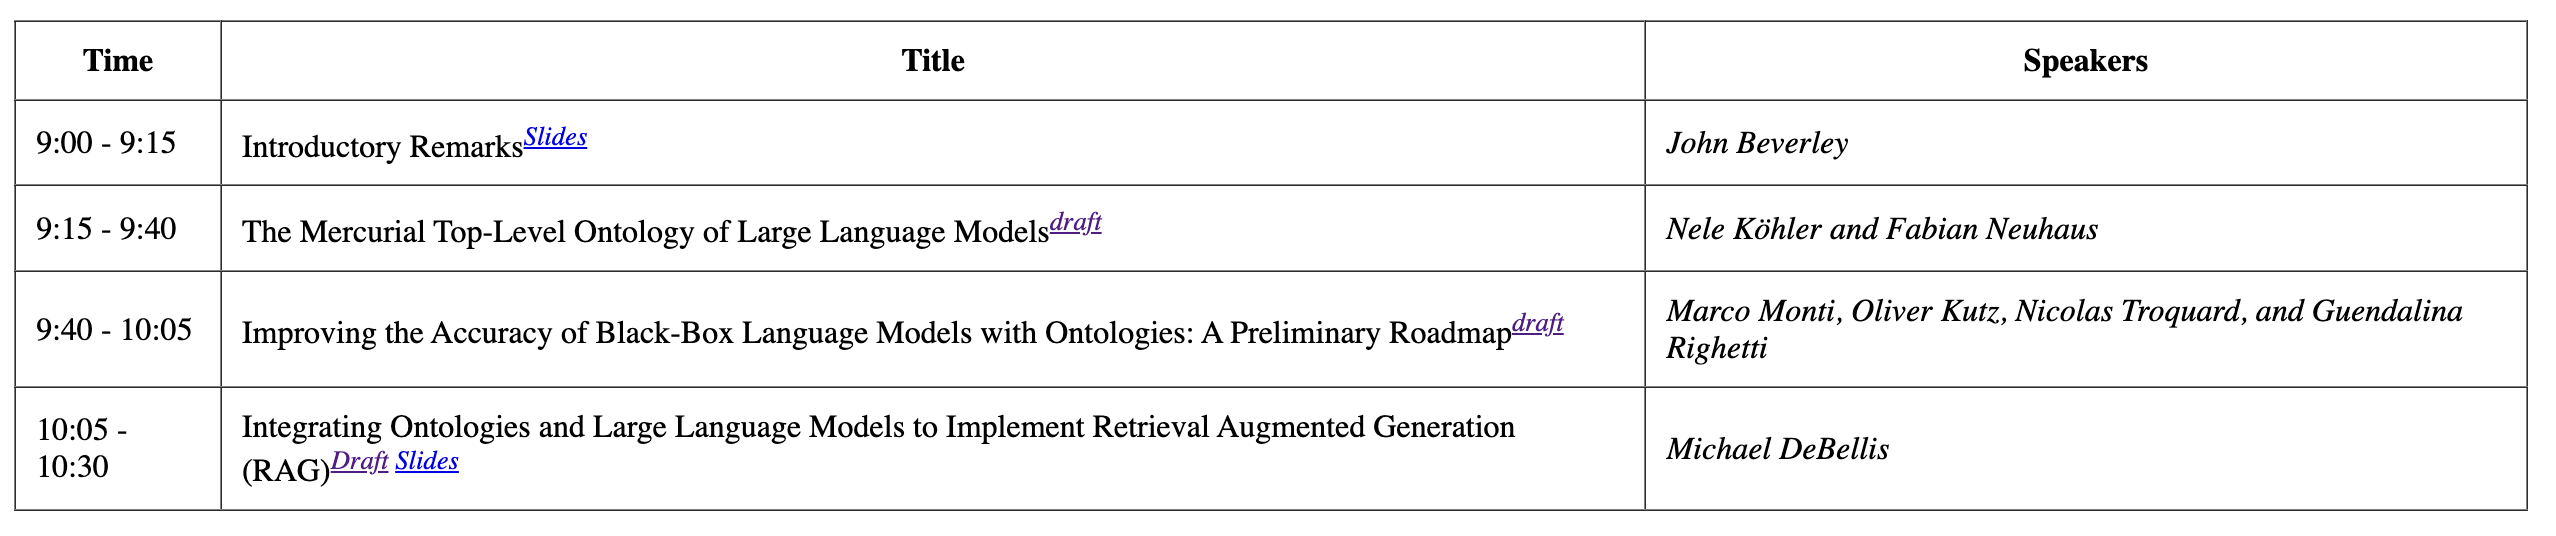 Time Title Speakers
9:00 - 9:15 Introductory RemarksSlides John Beverley
9:15 - 9:40 The Mercurial Top-Level Ontology of Large Language Modelsdraft Nele Köhler and Fabian Neuhaus
9:40 - 10:05 Improving the Accuracy of Black-Box Language Models with Ontologies: A Preliminary Roadmapdraft Marco Monti, Oliver Kutz, Nicolas Troquard, and Guendalina
Righetti
10:05 -
10:30
Integrating Ontologies and Large Language Models to Implement Retrieval Augmented Generation
(RAG)Draft Slides
Michael DeBellis